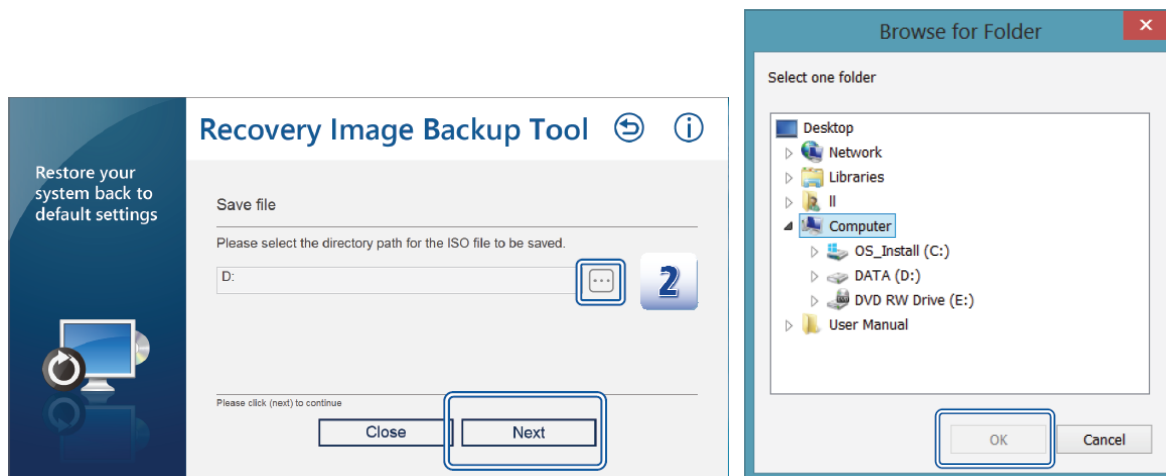 Restore your
system back to
default settings
Recovery Image Backup Tool
Save file
Please select the directory path for the ISO file to be saved.
D:
...
2
Please click (next) to continue
Close
Next
Browse for Folder
Select one folder
Desktop
Network
Libraries
ll
Computer
OS_Install (C:)
DATA (D:)
DVD RW Drive (E:)
User Manual
OK
Cancel